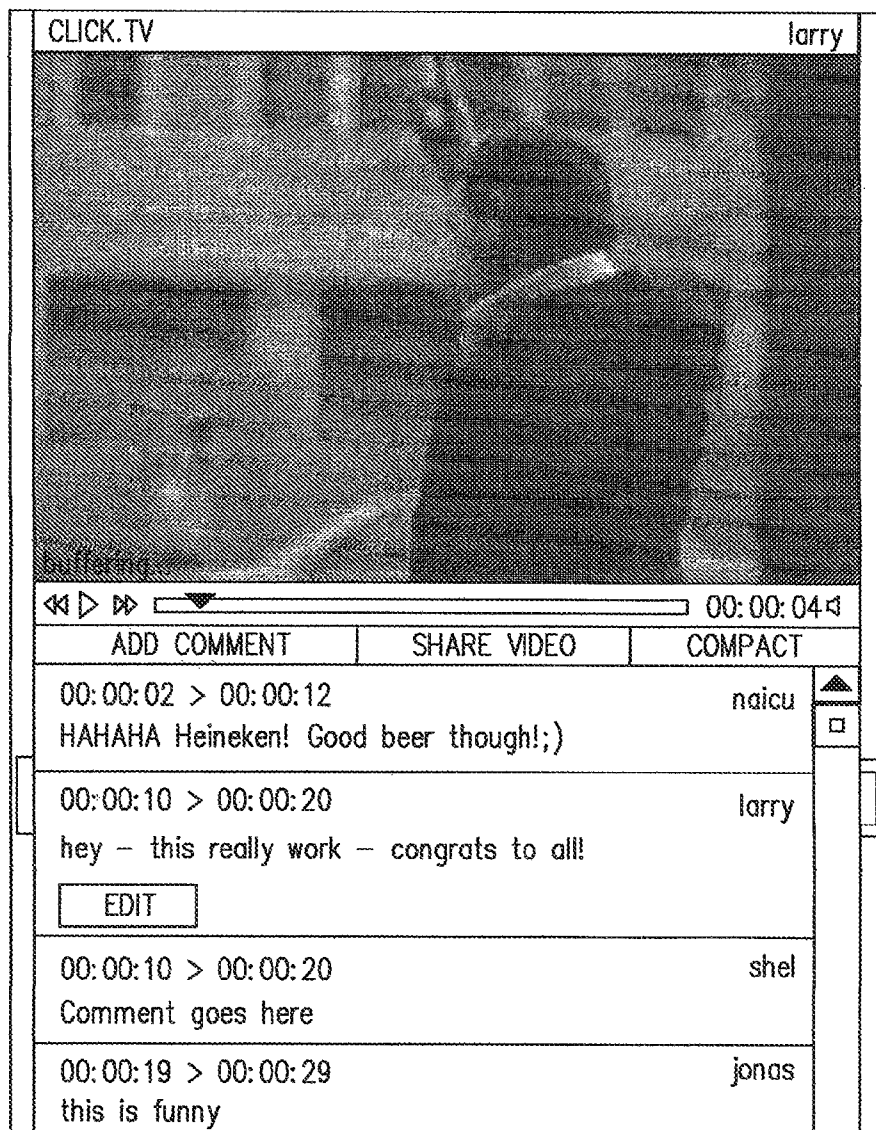 CLICK.TV larry
buffering...
00:00:04
ADD COMMENT SHARE VIDEO COMPACT
00:00:02 > 00:00:12 naicu
HAHAHA Heineken! Good beer though!;)
00:00:10 > 00:00:20 larry
hey – this really work – congrats to all!
EDIT
00:00:10 > 00:00:20 shel
Comment goes here
00:00:19 > 00:00:29 jonas
this is funny